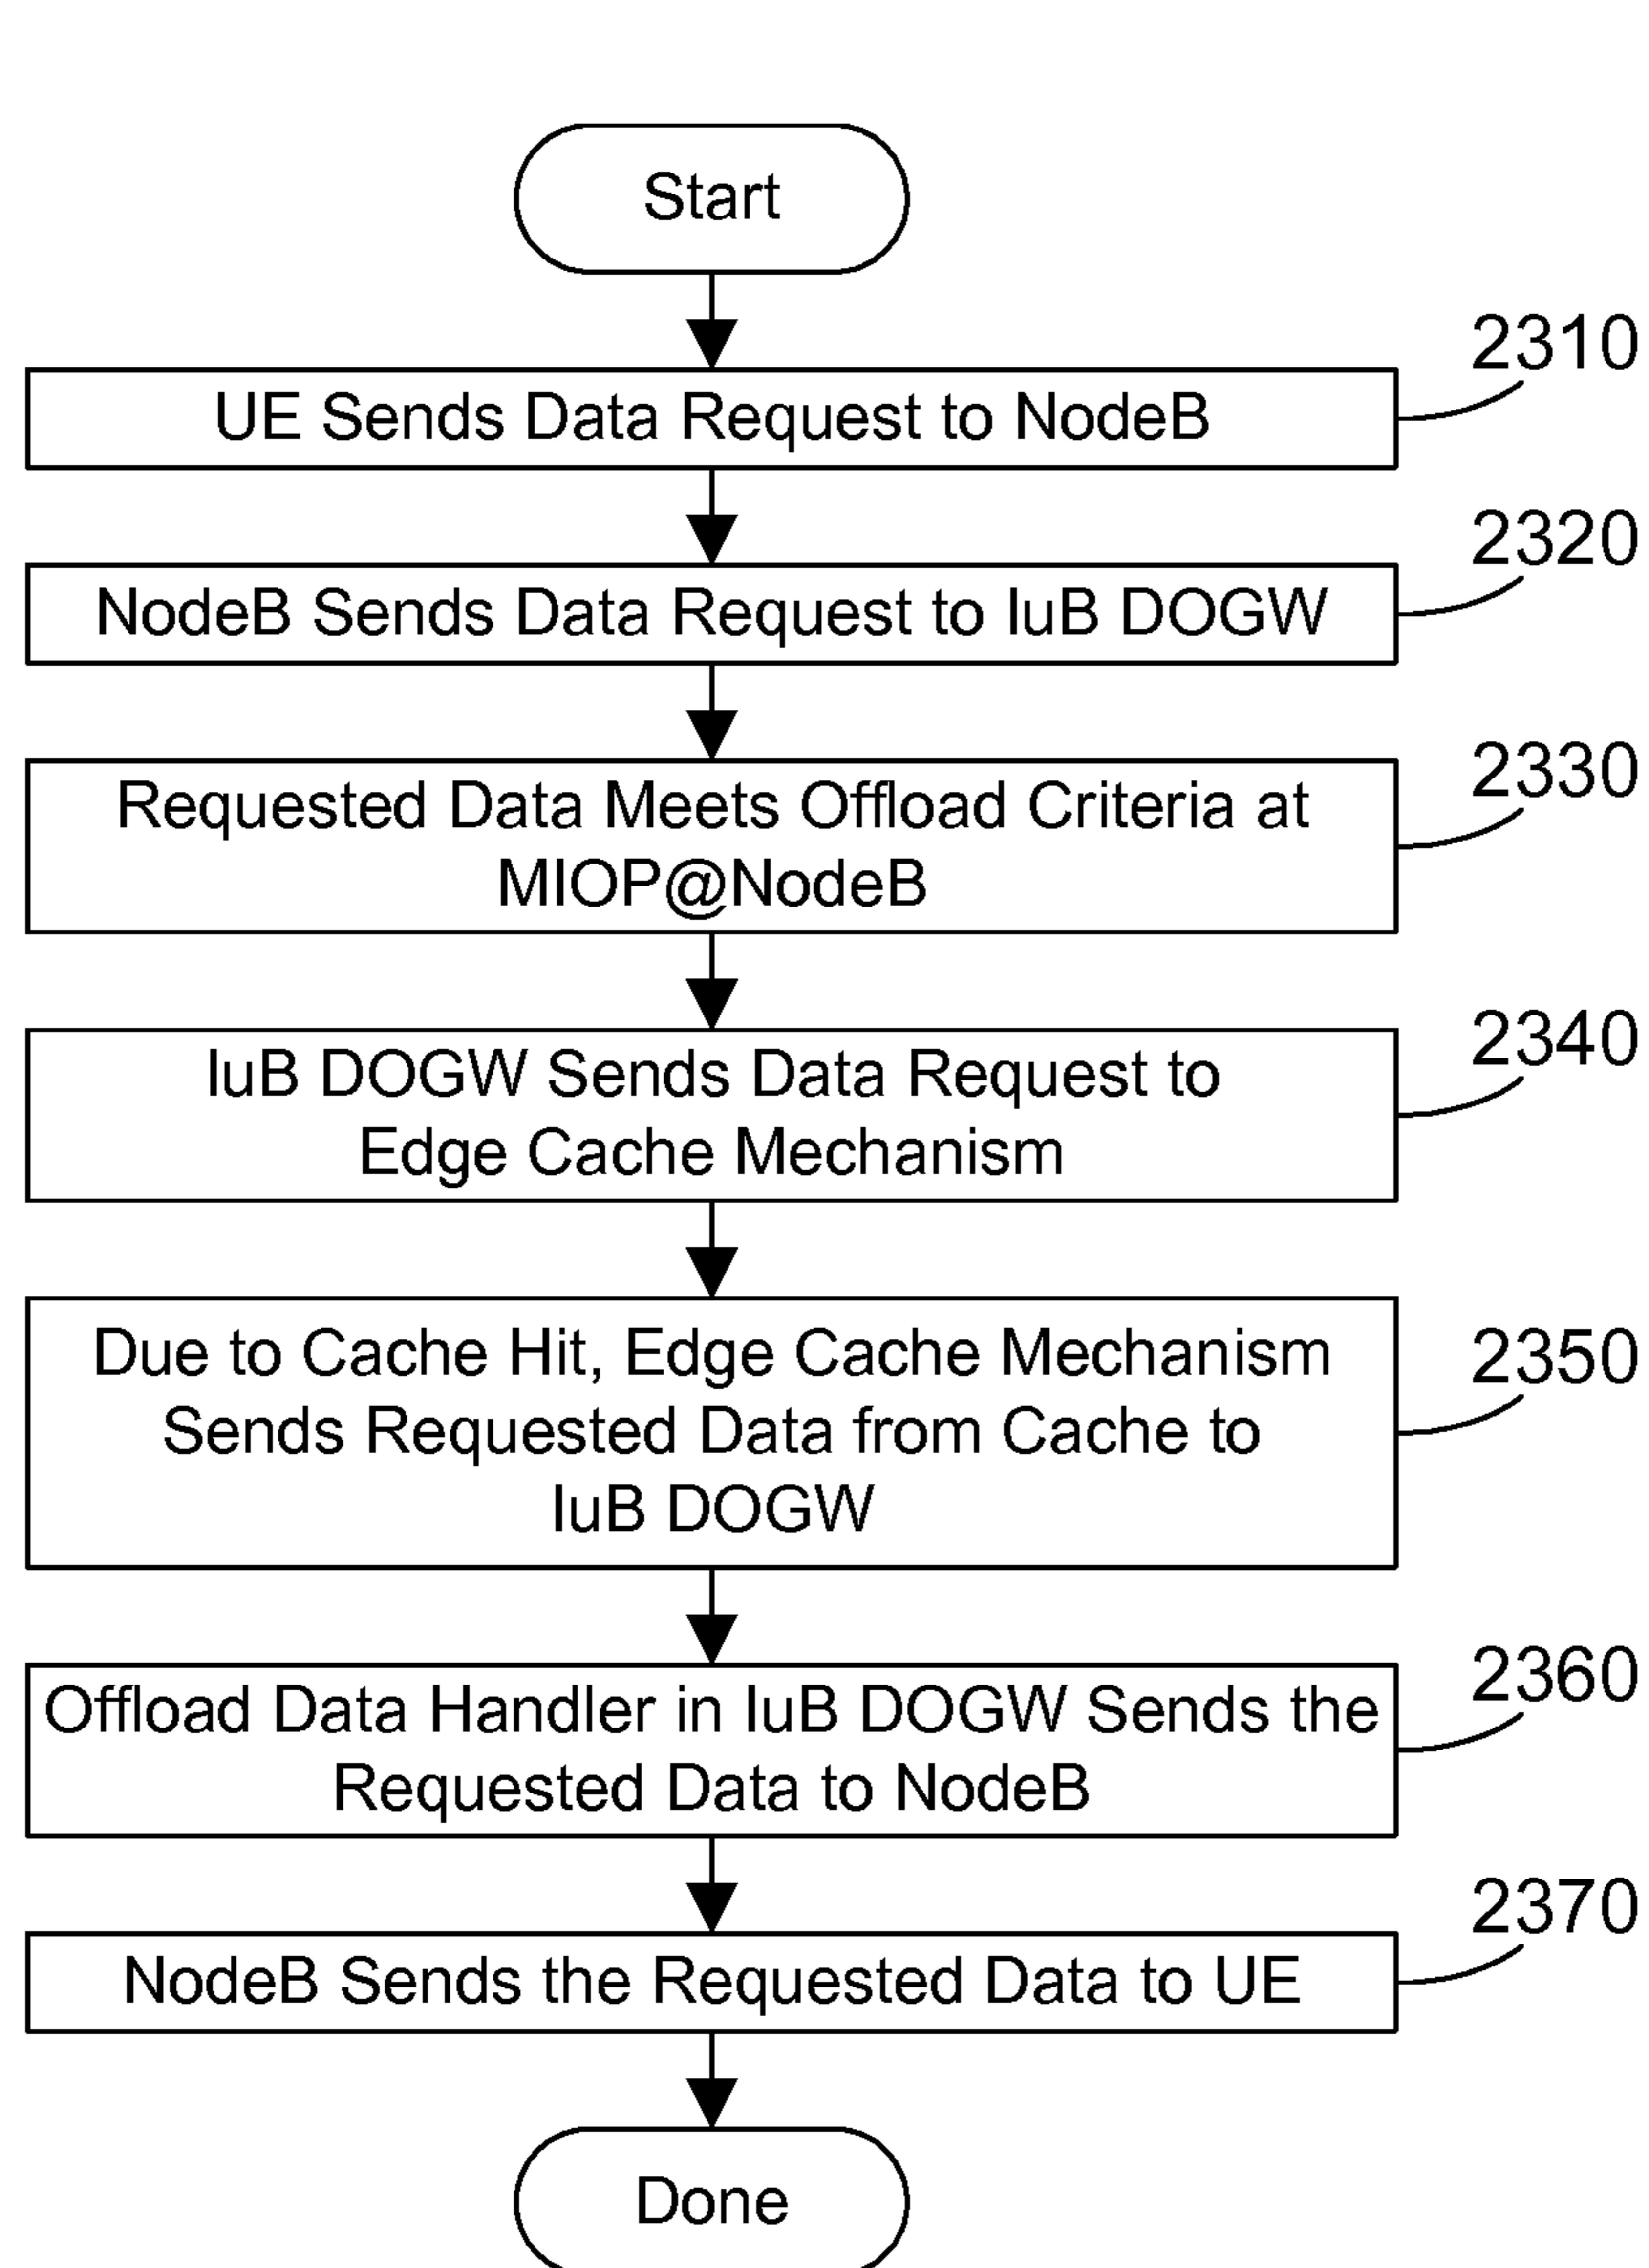 Start
2310
UE Sends Data Request to NodeB
2320
NodeB Sends Data Request to IuB DOGW
2330
Requested Data Meets Offload Criteria at
MIOP@NodeB
2340
IuB DOGW Sends Data Request to
Edge Cache Mechanism
2350
Due to Cache Hit, Edge Cache Mechanism
Sends Requested Data from Cache to
IuB DOGW
2360
Offload Data Handler in IuB DOGW Sends the
Requested Data to NodeB
2370
NodeB Sends the Requested Data to UE
Done